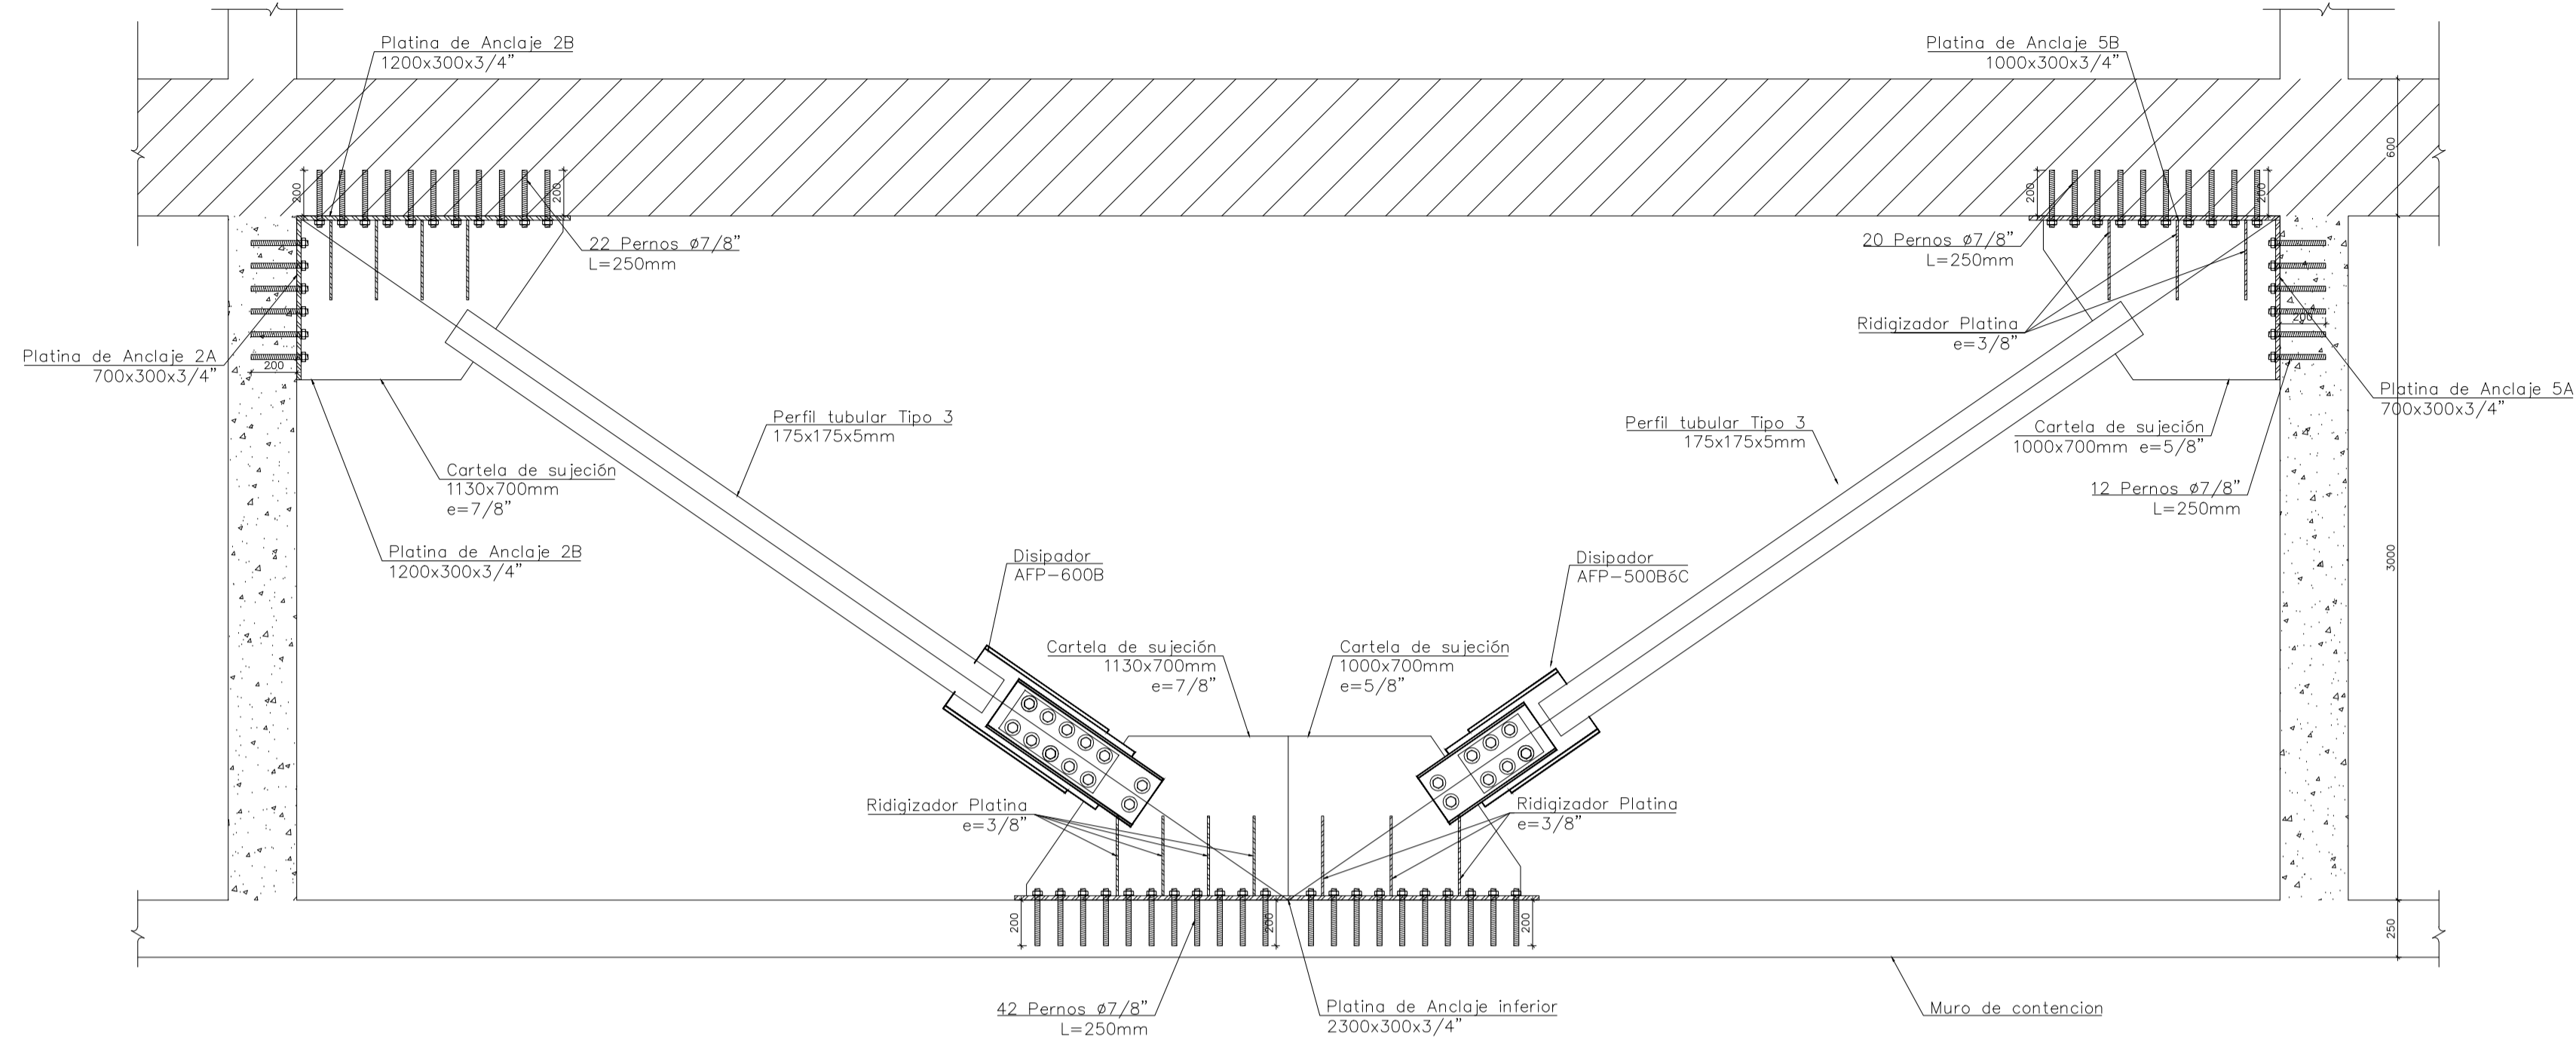 Platina de Anclaje 2B
1200x300x3/4"
Platina de Anclaje 5B
1000x300x3/4"
600
200
200
200
200
22 Pernos ø7/8"
L=250mm
20 Pernos ø7/8"
L=250mm
Ridigizador Platina
e=3/8"
200
Platina de Anclaje 2A
700x300x3/4"
200
Platina de Anclaje 5A
700x300x3/4"
Perfil tubular Tipo 3
175x175x5mm
Perfil tubular Tipo 3
175x175x5mm
Cartela de sujeción
1000x700mm e=5/8"
Cartela de sujeción
1130x700mm
e=7/8"
12 Pernos ø7/8"
L=250mm
Platina de Anclaje 2B
1200x300x3/4"
Disipador
AFP-600B
Disipador
AFP-500B6C
3000
Cartela de sujeción
1130x700mm
e=7/8"
Cartela de sujeción
1000x700mm
e=5/8"
Ridigizador Platina
e=3/8"
Ridigizador Platina
e=3/8"
200
200
200
250
42 Pernos ø7/8"
L=250mm
Platina de Anclaje inferior
2300x300x3/4"
Muro de contencion